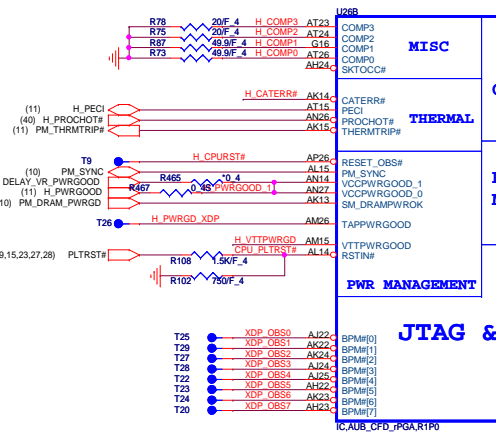 U26B
R78 20/F_4 H_COMP3 AT23 COMP3
R75 20/F_4 H_COMP2 AT24 COMP2
R87 49.9/F_4 H_COMP1 G16 COMP1
R73 49.9/F_4 H_COMP0 AT26 COMP0
AH24 SKTOCC#
MISC
H_CATERR# AK14 CATERR#
(11) H_PECI AT15 PECI
(40) H_PROCHOT# AN26 PROCHOT#
(11) PM_THRMTRIP# AK15 THERMTRIP#
THERMAL
T9 H_CPURST# AP26 RESET_OBS#
(10) PM_SYNC AL15 PM_SYNC
DELAY_VR_PWRGOOD R465 *0_4 AN14 VCCPWRGOOD_1
(11) H_PWRGOOD R467 PWRGOOD_1 AN27 VCCPWRGOOD_0
0) PM_DRAM_PWRGD AK13 SM_DRAMPWROK
T26 H_PWRGD_XDP AM26 TAPPWRGOOD
H_VTTPWRGD AM15 VTTPWRGOOD
9,15,23,27,28) PLTRST# R108 1.5K/F_4 CPU_PLTRST# AL14 RSTIN#
R102 750/F_4
PWR MANAGEMENT
JTAG &
T25 XDP_OBS0 AJ22 BPM#[0]
T29 XDP_OBS1 AK22 BPM#[1]
T27 XDP_OBS2 AK24 BPM#[2]
T28 XDP_OBS3 AJ24 BPM#[3]
T22 XDP_OBS4 AJ25 BPM#[4]
T23 XDP_OBS5 AH22 BPM#[5]
T24 XDP_OBS6 AK23 BPM#[6]
T20 XDP_OBS7 AH23 BPM#[7]
IC,AUB_CFD_rPGA,R1P0